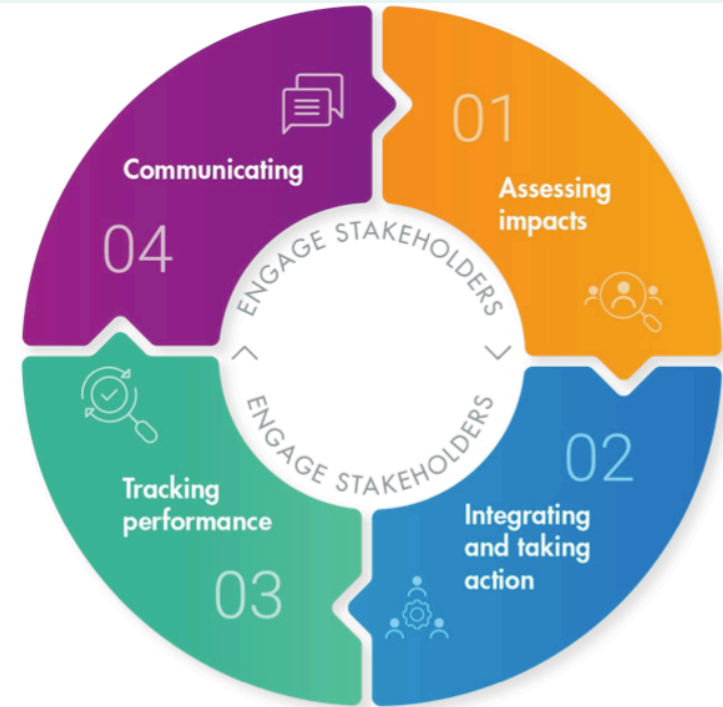 01
Assessing
impacts
02
Integrating
and taking
action
03
Tracking
performance
04
Communicating
ENGAGE STAKEHOLDERS
ENGAGE STAKEHOLDERS